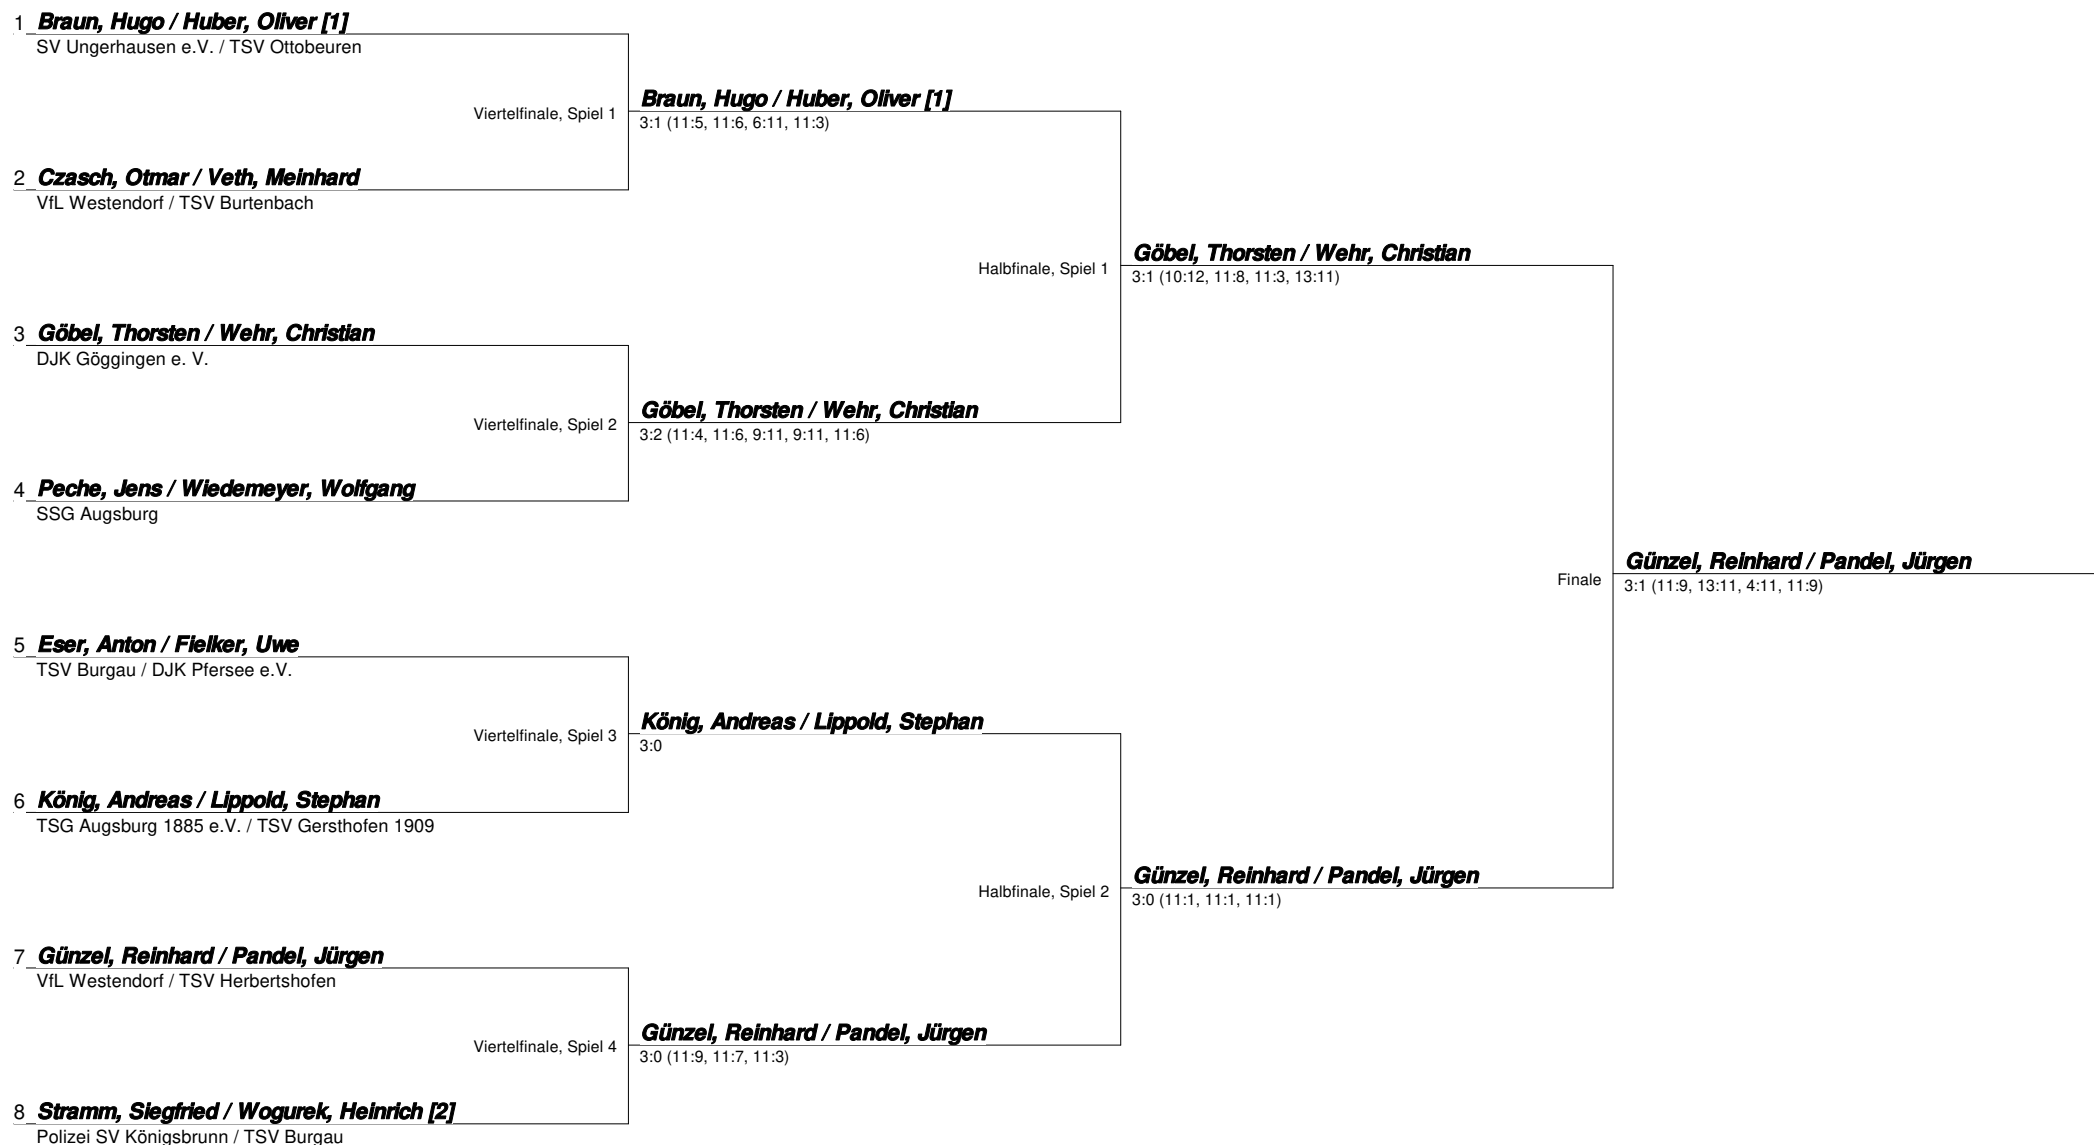 1 Braun, Hugo / Huber, Oliver [1]
SV Ungerhausen e.V. / TSV Ottobeuren
Viertelfinale, Spiel 1
Braun, Hugo / Huber, Oliver [1]
3:1 (11:5, 11:6, 6:11, 11:3)
2 Czasch, Otmar / Veth, Meinhard
VfL Westendorf / TSV Burtenbach
Halbfinale, Spiel 1
Göbel, Thorsten / Wehr, Christian
3:1 (10:12, 11:8, 11:3, 13:11)
3 Göbel, Thorsten / Wehr, Christian
DJK Göggingen e. V.
Viertelfinale, Spiel 2
Göbel, Thorsten / Wehr, Christian
3:2 (11:4, 11:6, 9:11, 9:11, 11:6)
4 Peche, Jens / Wiedemeyer, Wolfgang
SSG Augsburg
Finale
Günzel, Reinhard / Pandel, Jürgen
3:1 (11:9, 13:11, 4:11, 11:9)
5 Eser, Anton / Fielker, Uwe
TSV Burgau / DJK Pfersee e.V.
Viertelfinale, Spiel 3
König, Andreas / Lippold, Stephan
3:0
6 König, Andreas / Lippold, Stephan
TSG Augsburg 1885 e.V. / TSV Gersthofen 1909
Halbfinale, Spiel 2
Günzel, Reinhard / Pandel, Jürgen
3:0 (11:1, 11:1, 11:1)
7 Günzel, Reinhard / Pandel, Jürgen
VfL Westendorf / TSV Herbertshofen
Viertelfinale, Spiel 4
Günzel, Reinhard / Pandel, Jürgen
3:0 (11:9, 11:7, 11:3)
8 Stramm, Siegfried / Wogurek, Heinrich [2]
Polizei SV Königsbrunn / TSV Burgau